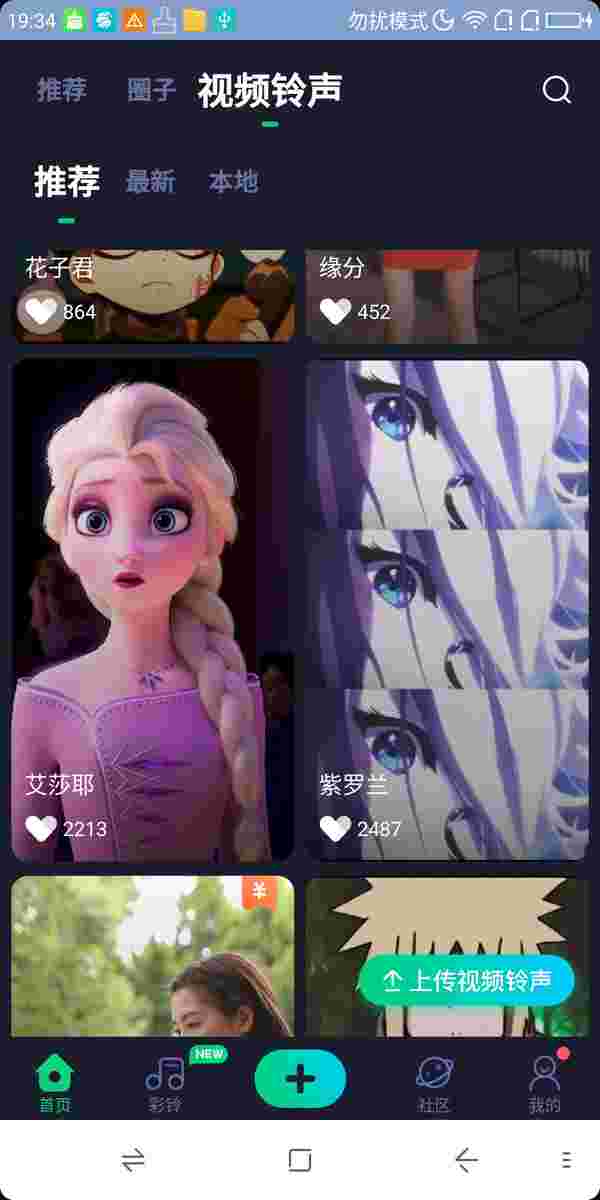 19:34 勿扰模式
推荐 圈子 视频铃声
推荐 最新 本地
花子君 缘分
864 452
艾莎耶 紫罗兰
2213 2487
¥
上传视频铃声
NEW
首页 彩铃 社区 我的